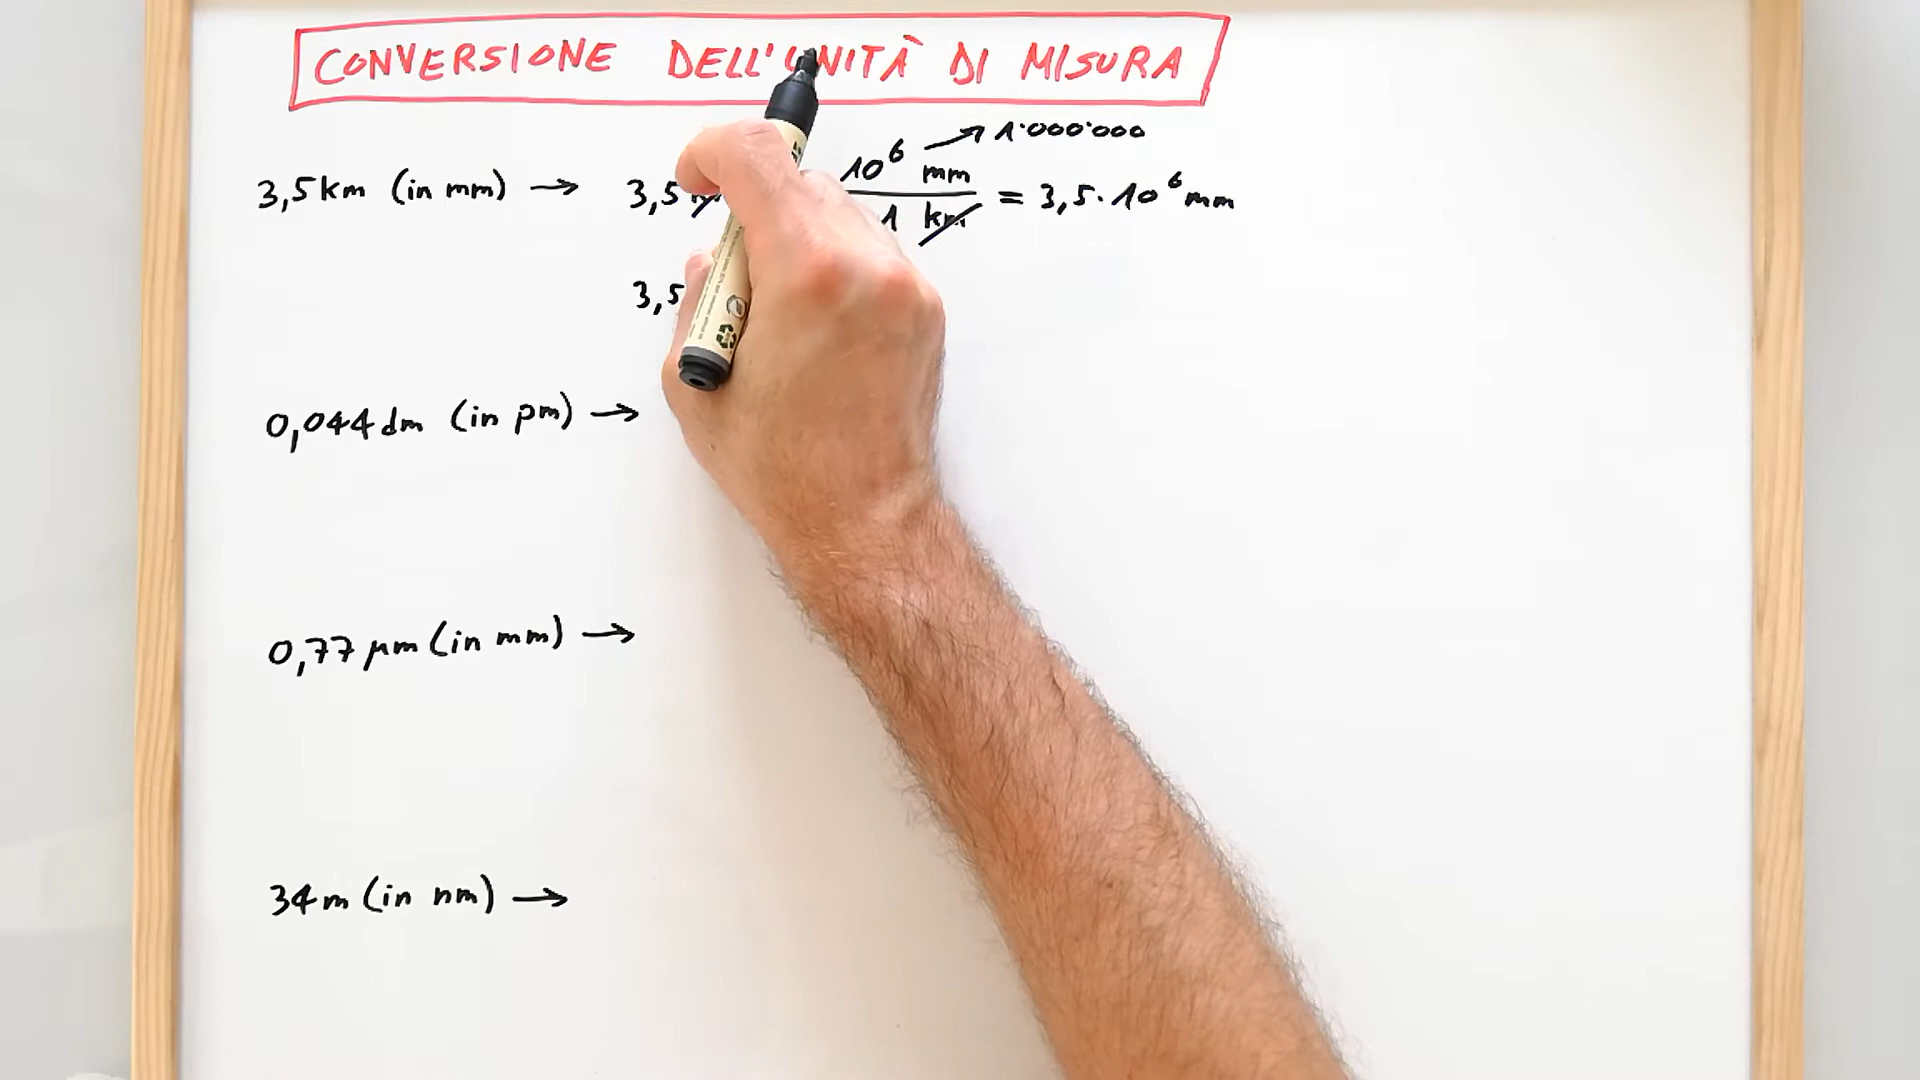 CONVERSIONE DELL'UNITÀ DI MISURA
3,5 km (in mm) → 3,5 10⁶ mm / 1 km = 3,5·10⁶ mm
→ 1'000'000
3,5
0,044 dm (in pm) →
0,77 μm (in mm) →
34 m (in nm) →